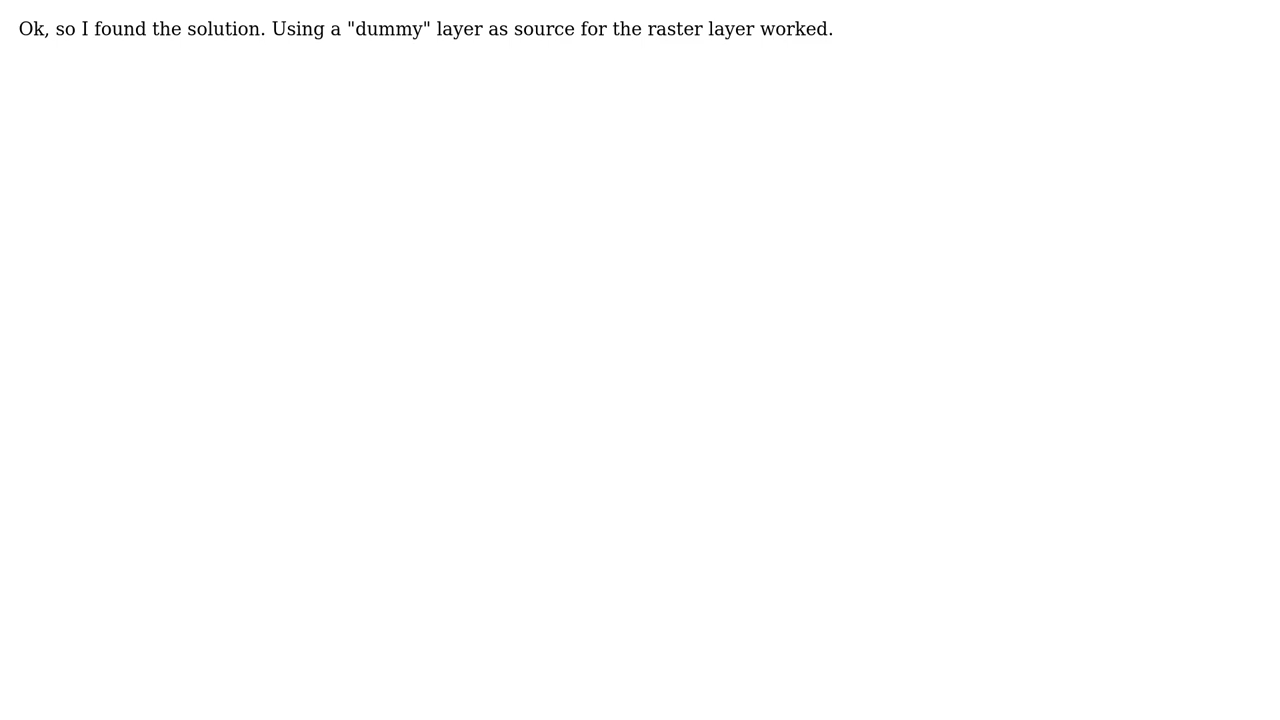 Ok, so I found the solution. Using a "dummy" layer as source for the raster layer worked.